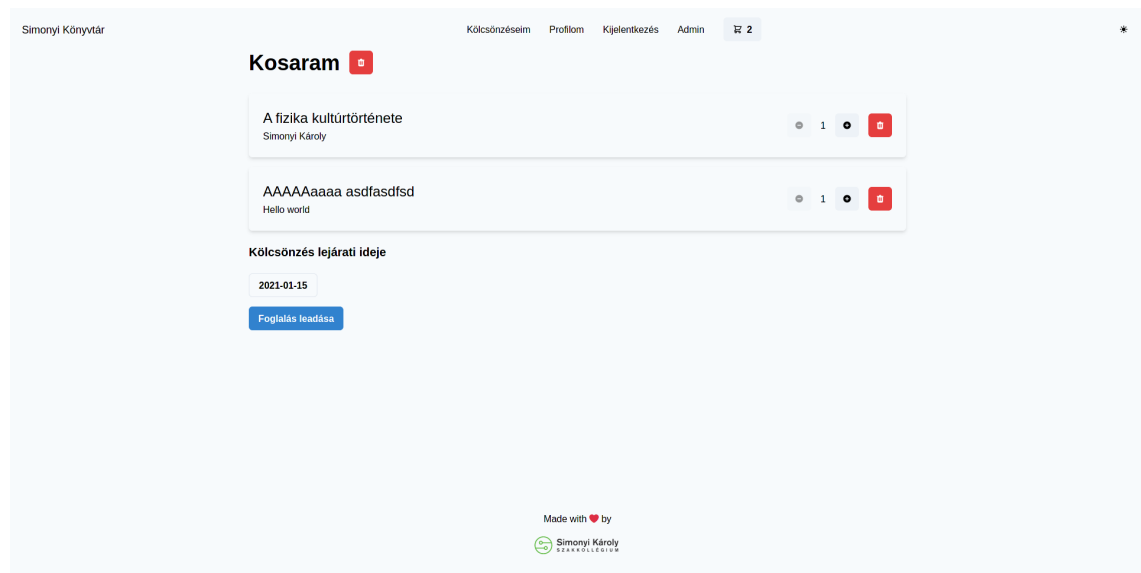 Simonyi Könyvtár
Kölcsönzéseim Profilom Kijelentkezés Admin 2
Kosaram
A fizika kultúrtörténete
Simonyi Károly
1
AAAAAaaaa asdfasdfsd
Hello world
1
Kölcsönzés lejárati ideje
2021-01-15
Foglalás leadása
Made with ❤ by
Simonyi Károly
SZAKKOLLÉGIUM